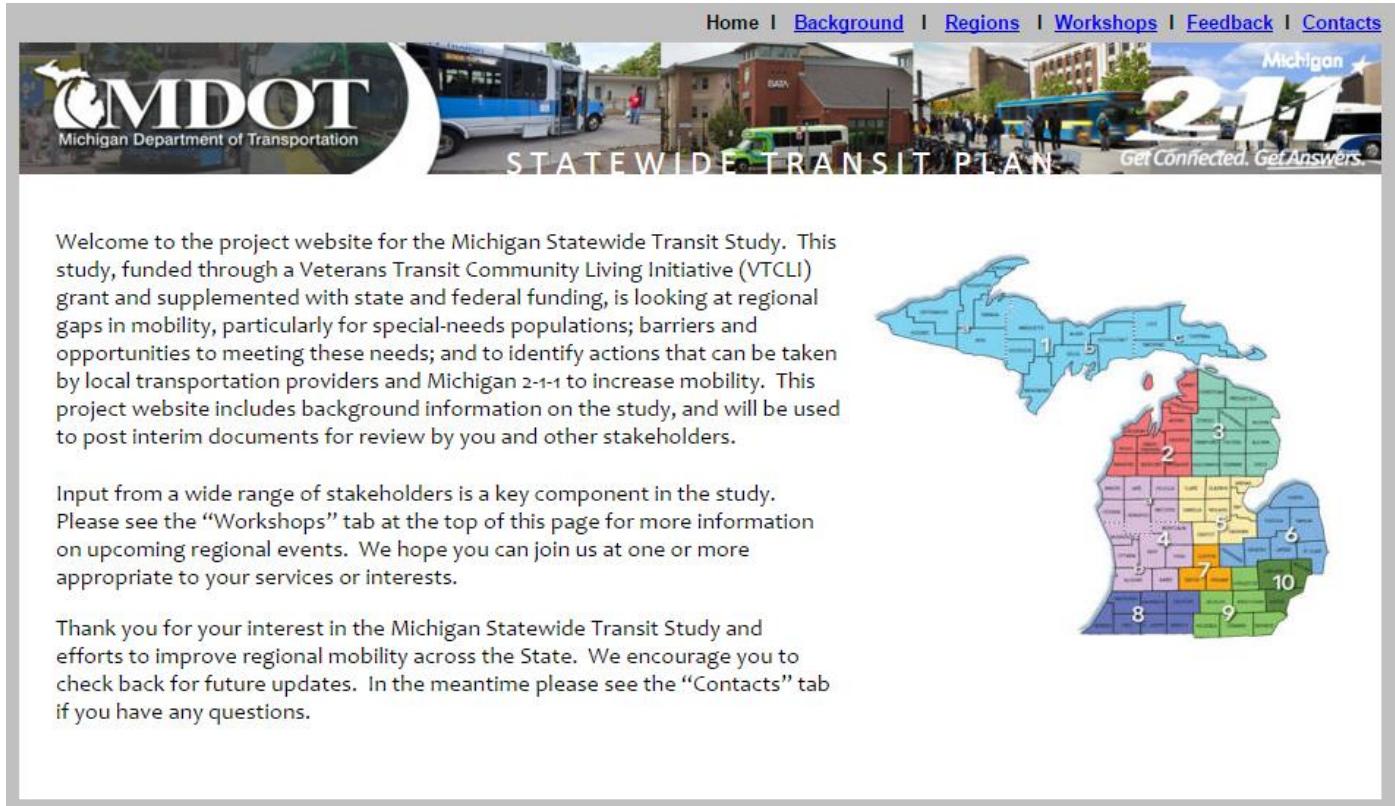 Home I Background I Regions I Workshops I Feedback I Contacts
MDOT
Michigan Department of Transportation
BATA
STATEWIDE TRANSIT PLAN
Michigan
2-1-1
Get Connected. Get Answers.
Welcome to the project website for the Michigan Statewide Transit Study. This
study, funded through a Veterans Transit Community Living Initiative (VTCLI)
grant and supplemented with state and federal funding, is looking at regional
gaps in mobility, particularly for special-needs populations; barriers and
opportunities to meeting these needs; and to identify actions that can be taken
by local transportation providers and Michigan 2-1-1 to increase mobility. This
project website includes background information on the study, and will be used
to post interim documents for review by you and other stakeholders.
Input from a wide range of stakeholders is a key component in the study.
Please see the “Workshops” tab at the top of this page for more information
on upcoming regional events. We hope you can join us at one or more
appropriate to your services or interests.
Thank you for your interest in the Michigan Statewide Transit Study and
efforts to improve regional mobility across the State. We encourage you to
check back for future updates. In the meantime please see the “Contacts” tab
if you have any questions.
a
1
b
c
3
2
a
4
5
6
b
7
10
8
9